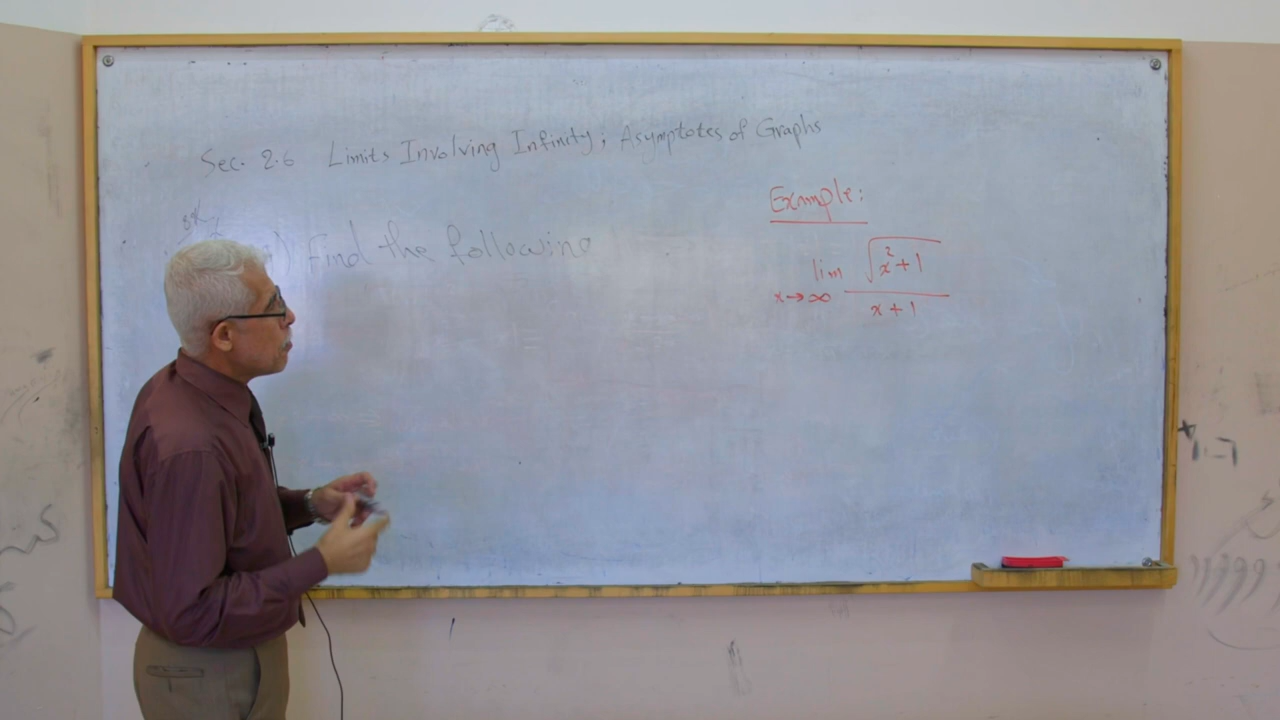 Sec. 2.6 Limits Involving Infinity; Asymptotes of Graphs
Find the following
Example:
lim √(x²+1)
x→∞ x+1